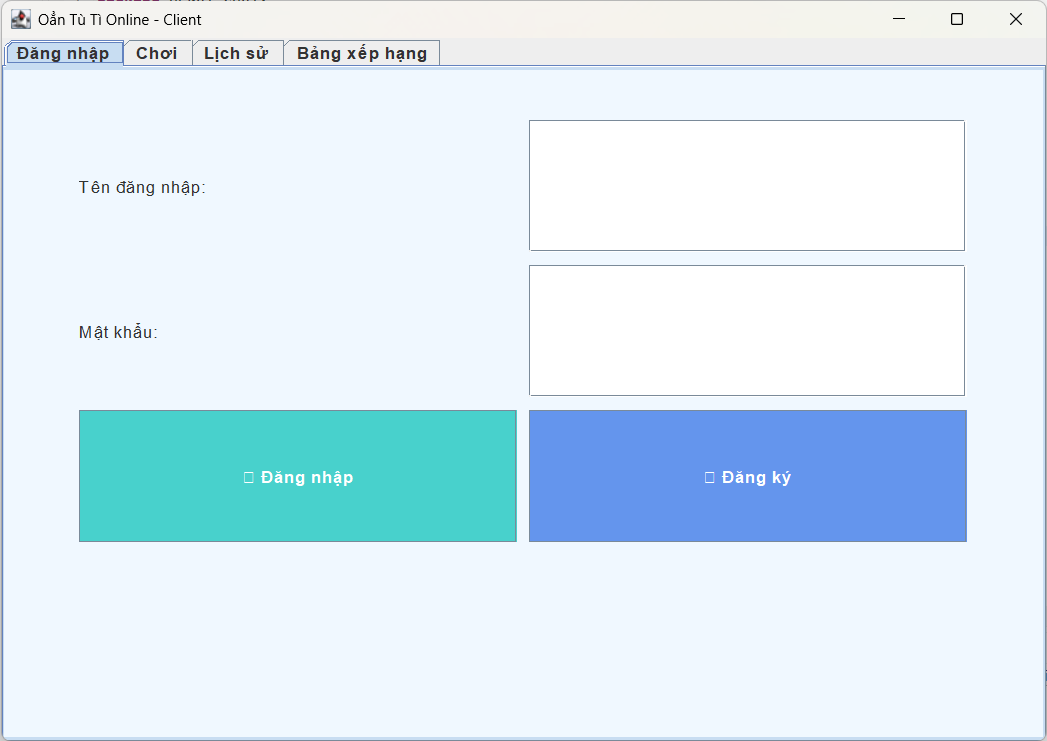 Oẳn Tù Tì Online - Client
Đăng nhập Chơi Lịch sử Bảng xếp hạng
Tên đăng nhập:
Mật khẩu:
Đăng nhập Đăng ký